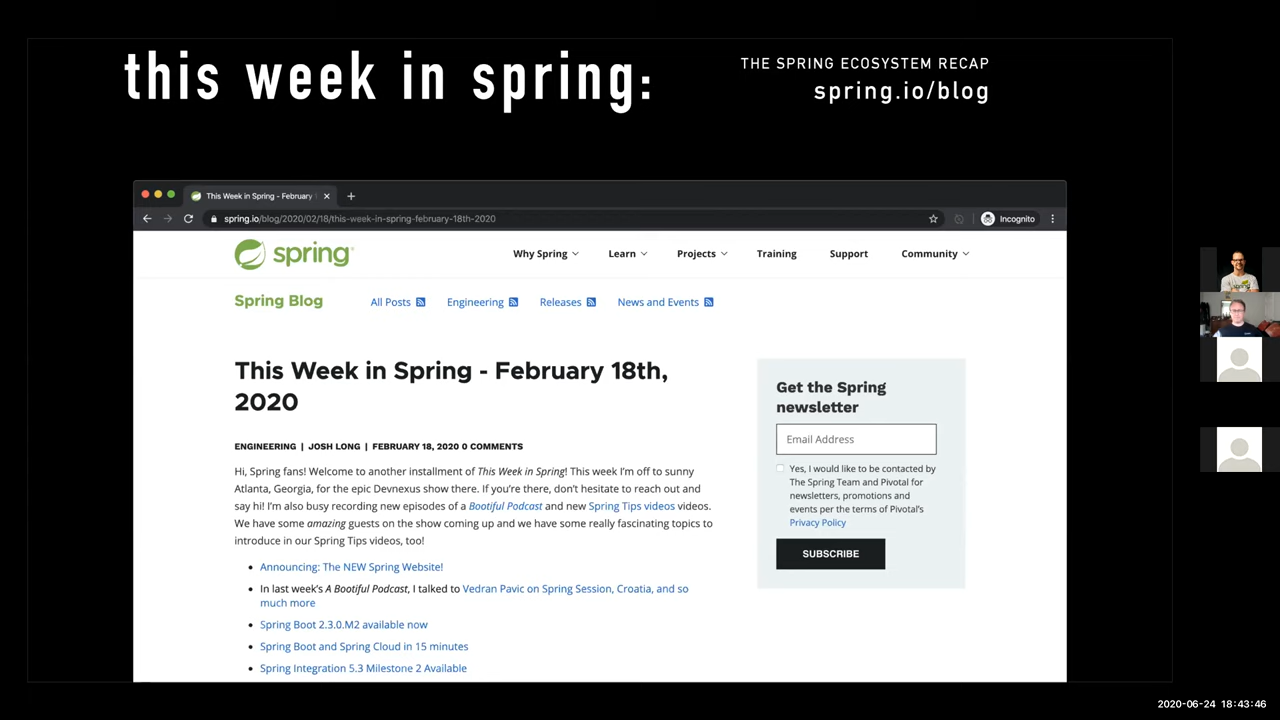 this week in spring:
THE SPRING ECOSYSTEM RECAP
spring.io/blog
This Week in Spring - February
spring.io/blog/2020/02/18/this-week-in-spring-february-18th-2020
Incognito
spring
Why Spring
Learn
Projects
Training
Support
Community
Spring Blog
All Posts
Engineering
Releases
News and Events
This Week in Spring - February 18th,
2020
ENGINEERING | JOSH LONG | FEBRUARY 18, 2020 0 COMMENTS
Hi, Spring fans! Welcome to another installment of This Week in Spring! This week I'm off to sunny
Atlanta, Georgia, for the epic Devnexus show there. If you're there, don't hesitate to reach out and
say hi! I'm also busy recording new episodes of a Bootiful Podcast and new Spring Tips videos videos.
We have some amazing guests on the show coming up and we have some really fascinating topics to
introduce in our Spring Tips videos, too!
Announcing: The NEW Spring Website!
In last week's A Bootiful Podcast, I talked to Vedran Pavic on Spring Session, Croatia, and so
much more
Spring Boot 2.3.0.M2 available now
Spring Boot and Spring Cloud in 15 minutes
Spring Integration 5.3 Milestone 2 Available
Get the Spring
newsletter
Email Address
Yes, I would like to be contacted by
The Spring Team and Pivotal for
newsletters, promotions and
events per the terms of Pivotal's
Privacy Policy
SUBSCRIBE
2020-06-24 18:43:46